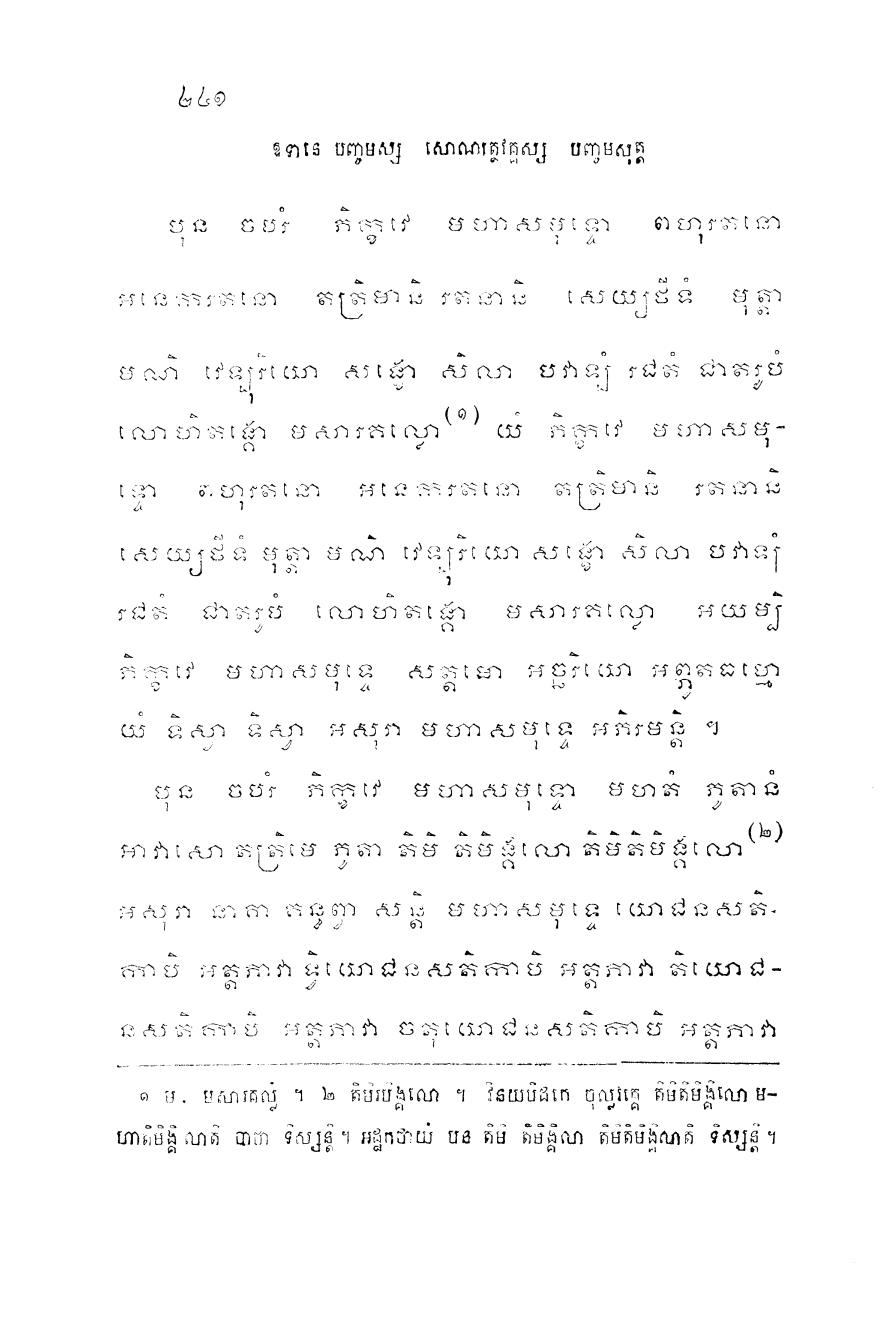 ២៤១
ឧទានេ បញ្ចមស្ស សោណត្ថេរវគ្គស្ស បញ្ចមសុត្តំ
បុន ចបរំ ភិក្ខវេ មហាសមុទ្ទោ ពហុរតនោ
អនេករតនោ តត្រិមានិ រតនានិ សេយ្យថីទំ មុត្តា
មណិ វេឡុរិយោ សង្ខោ សិលា បវាឡំ រជតំ ជាតរូបំ
លោហិតង្កោ មសារគល្លោ(១) យំ ភិក្ខវេ មហាសមុ-
ទ្ទោ ពហុរតនោ អនេករតនោ តត្រិមានិ រតនានិ
សេយ្យថីទំ មុត្តា មណិ វេឡុរិយោ សង្ខោ សិលា បវាឡំ
រជតំ ជាតរូបំ លោហិតង្កោ មសារគល្លោ អយម្បិ
ភិក្ខវេ មហាសមុទ្ទេ សត្តមោ អច្ឆរិយោ អព្ភូតធម្មោ
យំ ទិស្វា ទិស្វា អសុរា មហាសមុទ្ទេ អភិរមន្តិ ។
បុន ចបរំ ភិក្ខវេ មហាសមុទ្ទោ មហតំ ភូតានំ
អាវាសោ តត្រិមេ ភូតា តិមិ តិមិង្គលោ តិមិតិមិង្គលោ(២)
អសុរា នាគា គន្ធព្វា សន្តិ មហាសមុទ្ទេ យោជនសតិ-
កាបិ អត្តភាវា ទ្វិយោជនសតិកាបិ អត្តភាវា តិយោជ-
នសតិកាបិ អត្តភាវា ចតុយោជនសតិកាបិ អត្តភាវា
១ ម. មសារគល្លំ ។ ២ តិមិរបិង្គលោ ។ វិនយបិដកេ ចុល្លវគ្គេ តិមិតិមិង្គិលោ ម-
ហាតិមិង្គិលាតិ បាឋា ទិស្សន្តិ។ អដ្ឋកថាយំ បន តិមិ តិមិង្គិលា តិមិតិមិង្គិលាតិ ទិស្សន្តិ។